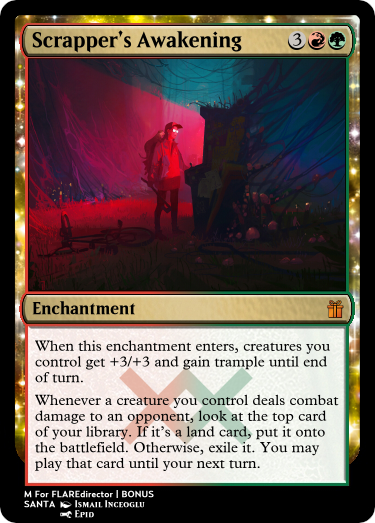 Scrapper's Awakening 3
Enchantment
When this enchantment enters, creatures you
control get +3/+3 and gain trample until end
of turn.
Whenever a creature you control deals combat
damage to an opponent, look at the top card
of your library. If it's a land card, put it onto
the battlefield. Otherwise, exile it. You may
play that card until your next turn.
M For FLAREdirector | BONUS
SANTA Ismail Inceoglu
Epid